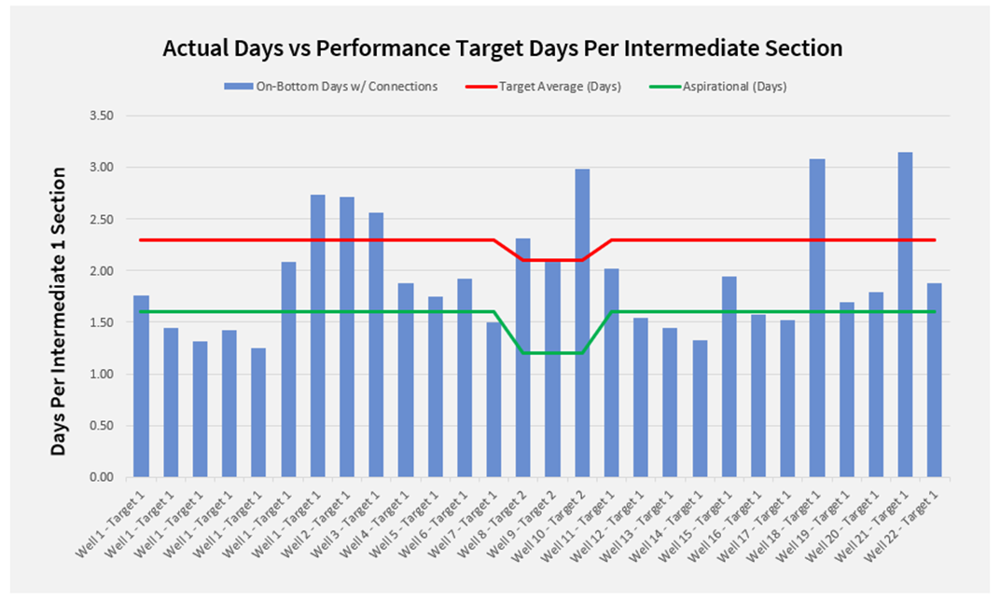 Actual Days vs Performance Target Days Per Intermediate Section
On-Bottom Days w/ Connections
Target Average (Days)
Aspirational (Days)
Days Per Intermediate 1 Section
3.50
3.00
2.50
2.00
1.50
1.00
0.50
0.00
Well 1 - Target 1
Well 1 - Target 1
Well 1 - Target 1
Well 1 - Target 1
Well 1 - Target 1
Well 1 - Target 1
Well 1 - Target 1
Well 2 - Target 1
Well 3 - Target 1
Well 4 - Target 1
Well 5 - Target 1
Well 6 - Target 1
Well 7 - Target 1
Well 8 - Target 2
Well 9 - Target 2
Well 10 - Target 2
Well 11 - Target 1
Well 12 - Target 1
Well 13 - Target 1
Well 14 - Target 1
Well 15 - Target 1
Well 16 - Target 1
Well 17 - Target 1
Well 18 - Target 1
Well 19 - Target 1
Well 20 - Target 1
Well 21 - Target 1
Well 22 - Target 1